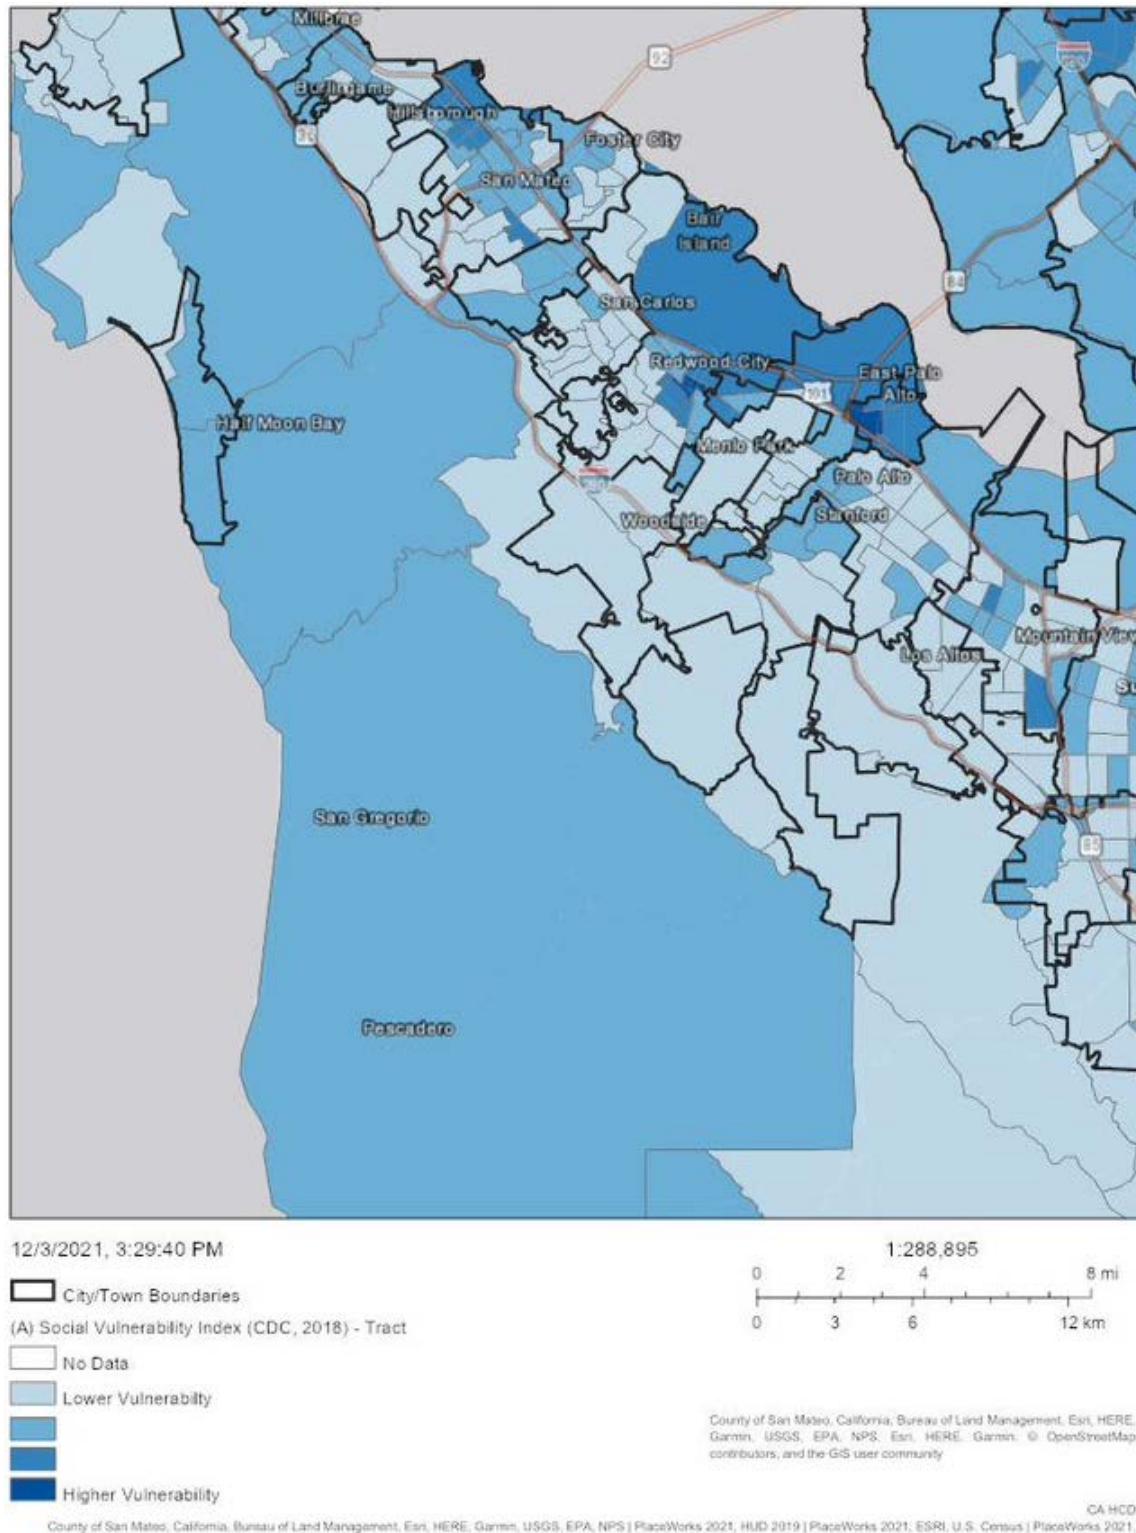 Millbrae
Burlingame
Hillsborough
92
Foster City
San Mateo
Bair
Island
84
San Carlos
Redwood City
East Palo
Alto
101
Half Moon Bay
Menlo Park
Palo Alto
Woodside
Stanford
Mountain View
Los Altos
Su
San Gregorio
85
Pescadero
12/3/2021, 3:29:40 PM
1:288,895
0 2 4 8 mi
0 3 6 12 km
City/Town Boundaries
(A) Social Vulnerability Index (CDC, 2018) - Tract
No Data
Lower Vulnerabilty
Higher Vulnerability
County of San Mateo, California, Bureau of Land Management, Esri, HERE,
Garmin, USGS, EPA, NPS, Esri, HERE, Garmin, © OpenStreetMap
contributors, and the GIS user community
CA HCD
County of San Mateo, California, Bureau of Land Management, Esri, HERE, Garmin, USGS, EPA, NPS | PlaceWorks 2021, HUD 2019 | PlaceWorks 2021, ESRI, U.S. Census | PlaceWorks 2021